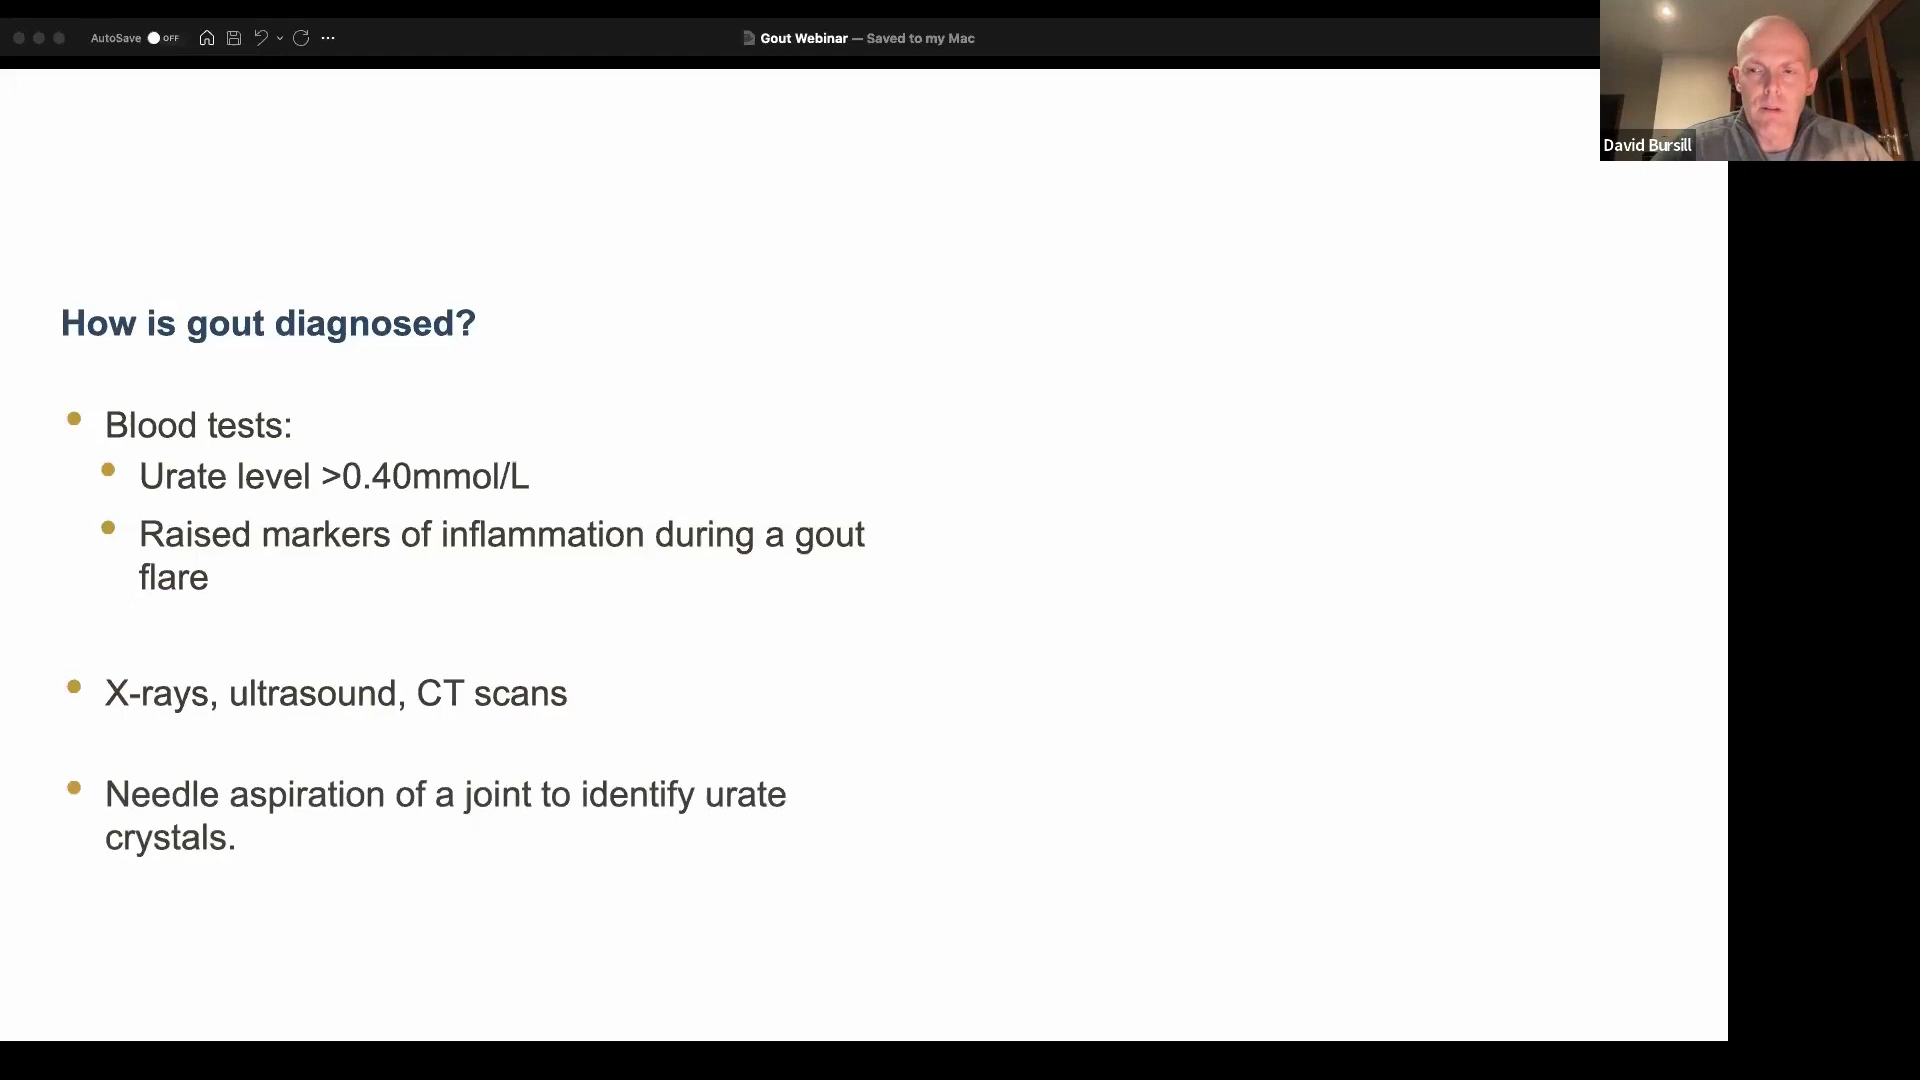 AutoSave OFF
Gout Webinar — Saved to my Mac
David Bursill
How is gout diagnosed?
Blood tests:
Urate level >0.40mmol/L
Raised markers of inflammation during a gout
flare
X-rays, ultrasound, CT scans
Needle aspiration of a joint to identify urate
crystals.